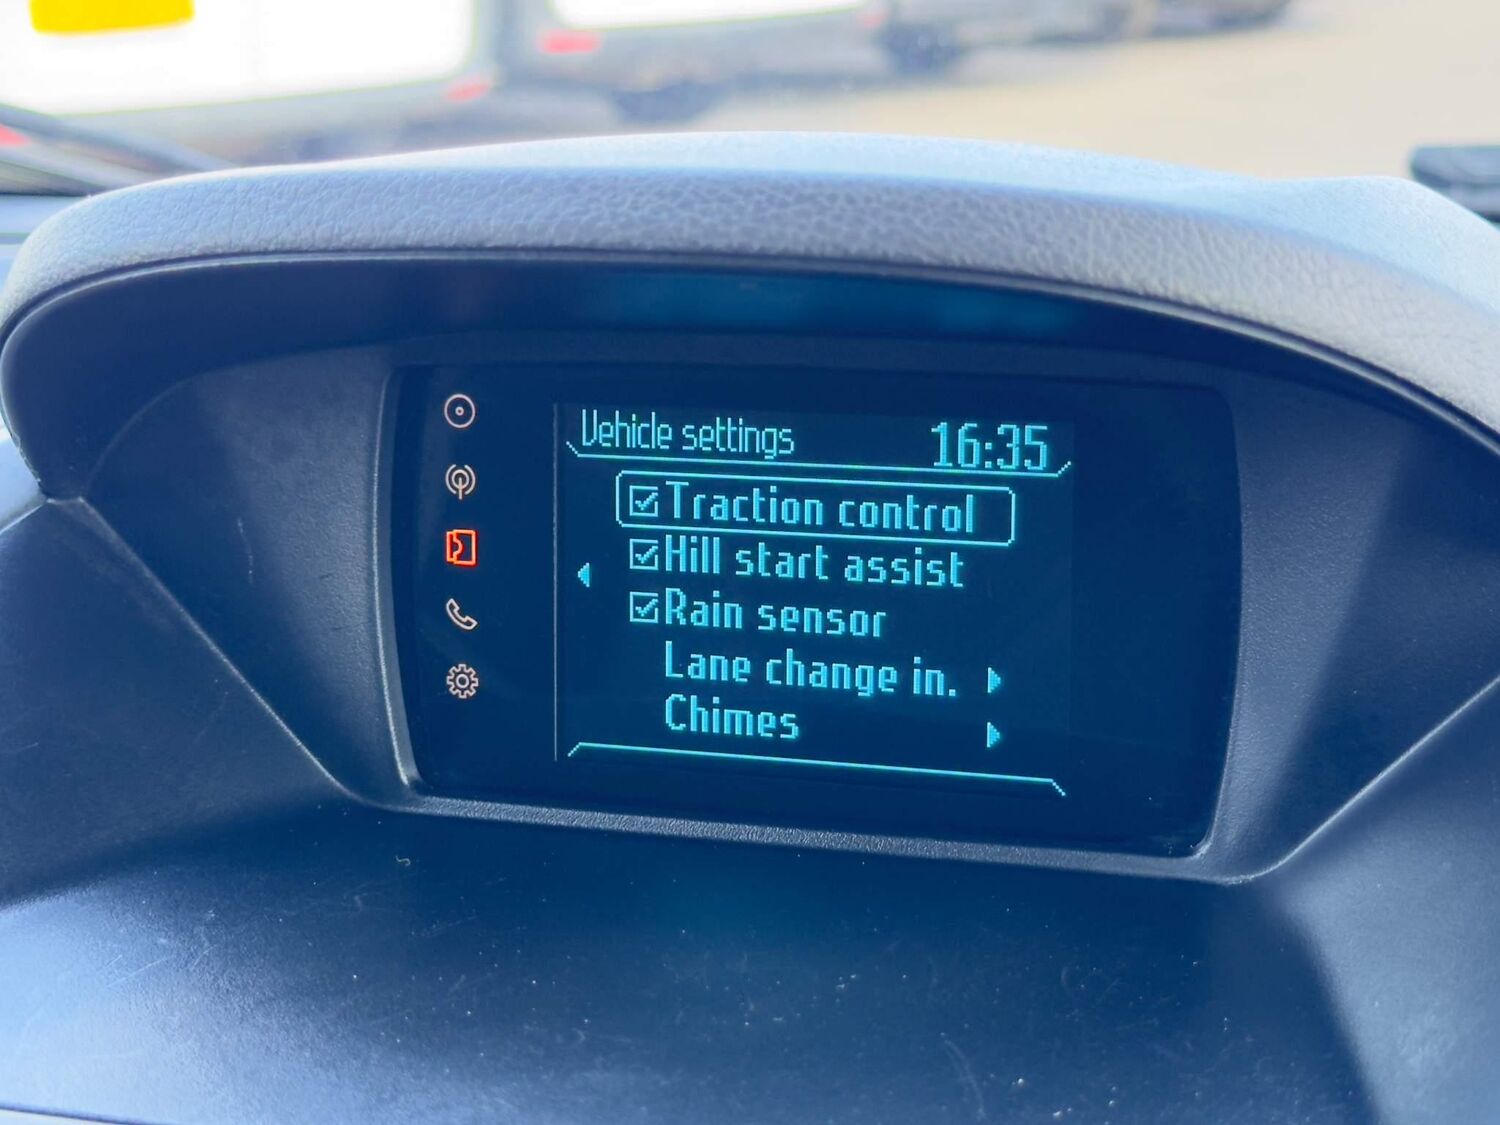 Vehicle settings 16:35
Traction control
Hill start assist
Rain sensor
Lane change in.
Chimes